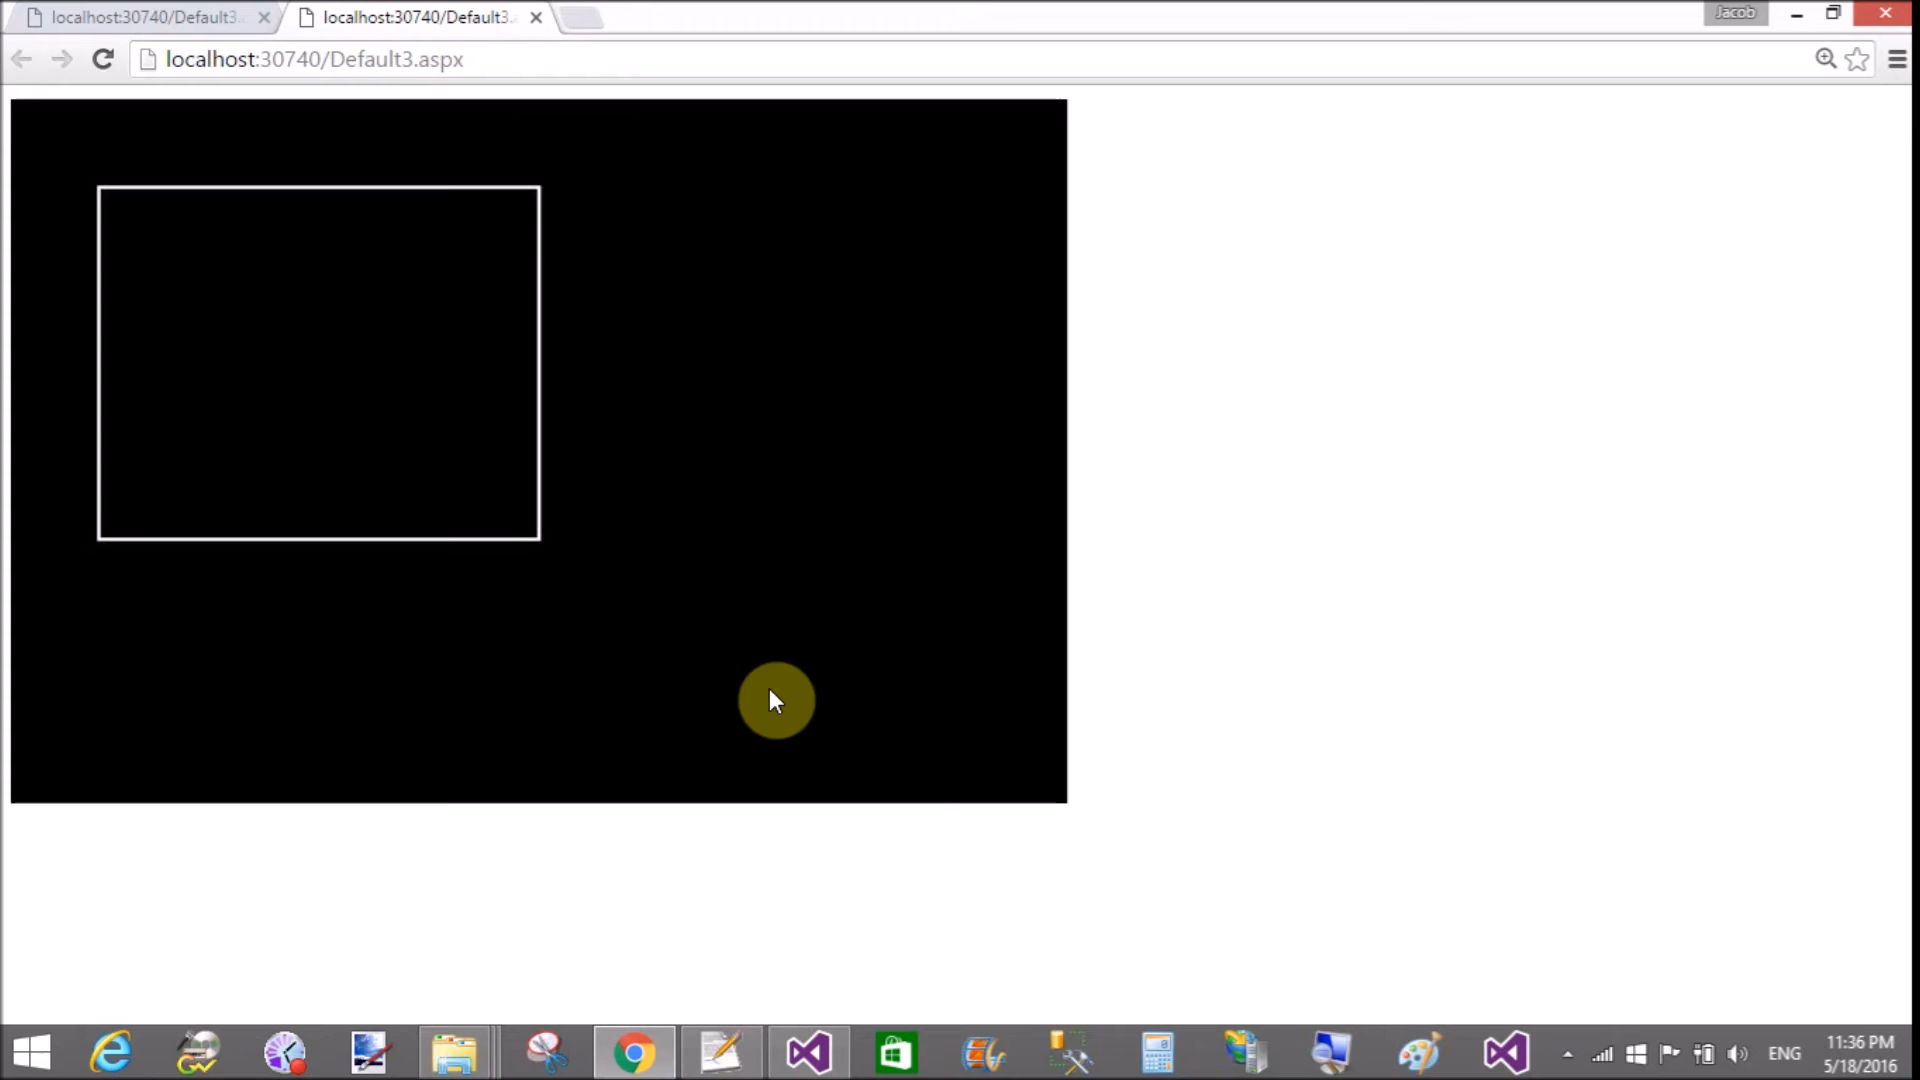 localhost:30740/Default3.
localhost:30740/Default3.
Jacob
localhost:30740/Default3.aspx
ENG
11:36 PM
5/18/2016